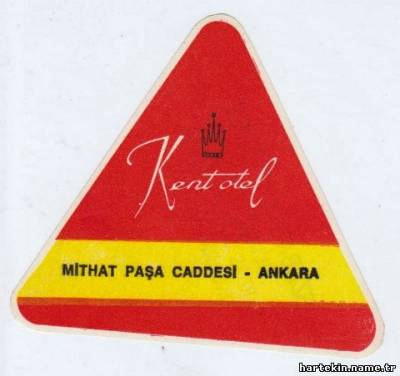 Kent otel
MİTHAT PAŞA CADDESİ - ANKARA
hartekin.name.tr